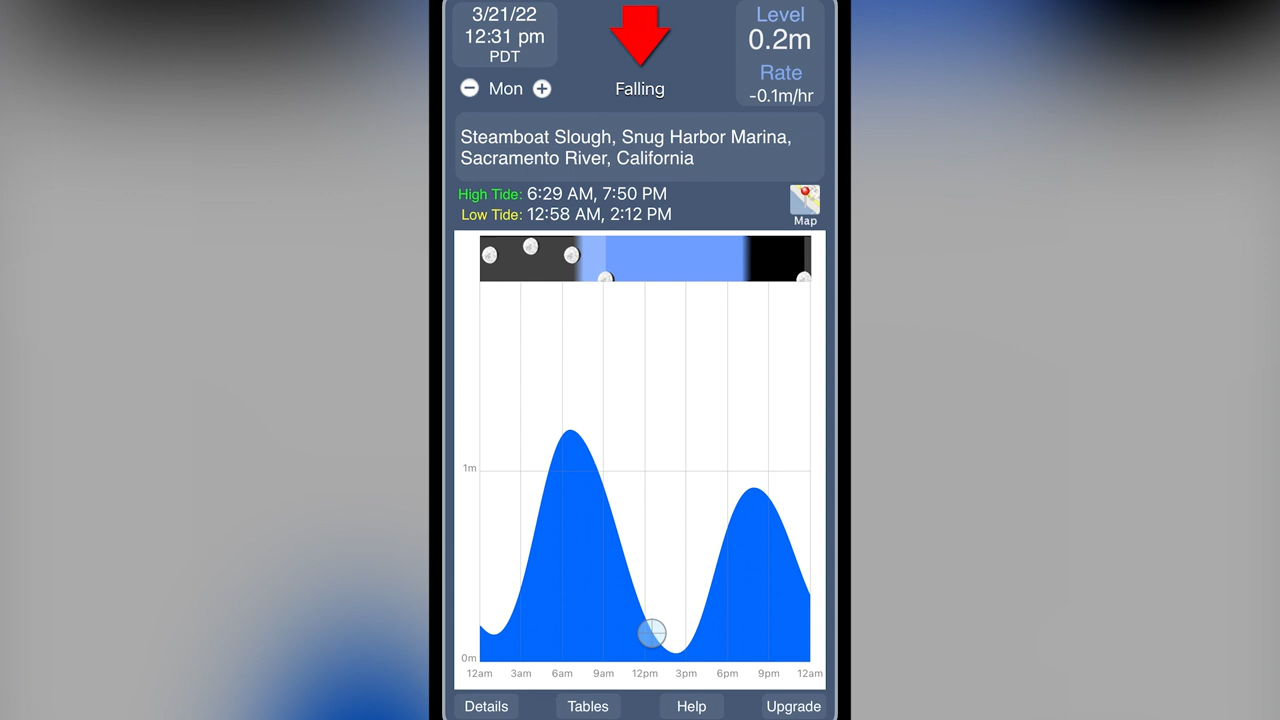 3/21/22
12:31 pm
PDT
− Mon +
Falling
Level
0.2m
Rate
-0.1m/hr
Steamboat Slough, Snug Harbor Marina,
Sacramento River, California
High Tide: 6:29 AM, 7:50 PM
Low Tide: 12:58 AM, 2:12 PM
Map
1m
0m
12am 3am 6am 9am 12pm 3pm 6pm 9pm 12am
Details Tables Help Upgrade